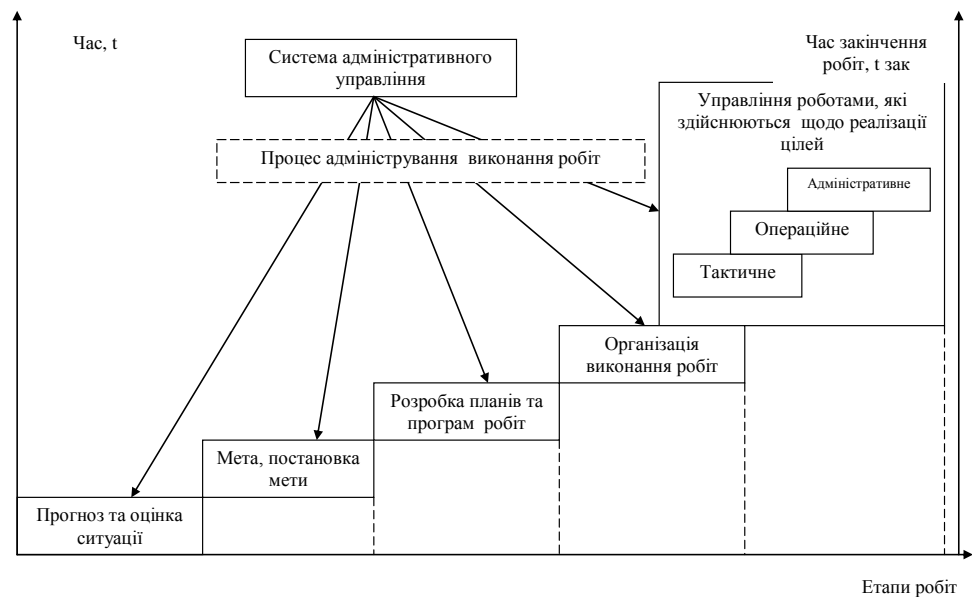 Час, t
Система адміністративного
управління
Час закінчення
робіт, t зак
Управління роботами, які
здійснюються щодо реалізації
цілей
Процес адміністрування виконання робіт
Адміністративне
Операційне
Тактичне
Організація
виконання робіт
Розробка планів та
програм робіт
Мета, постановка
мети
Прогноз та оцінка
ситуації
Етапи робіт